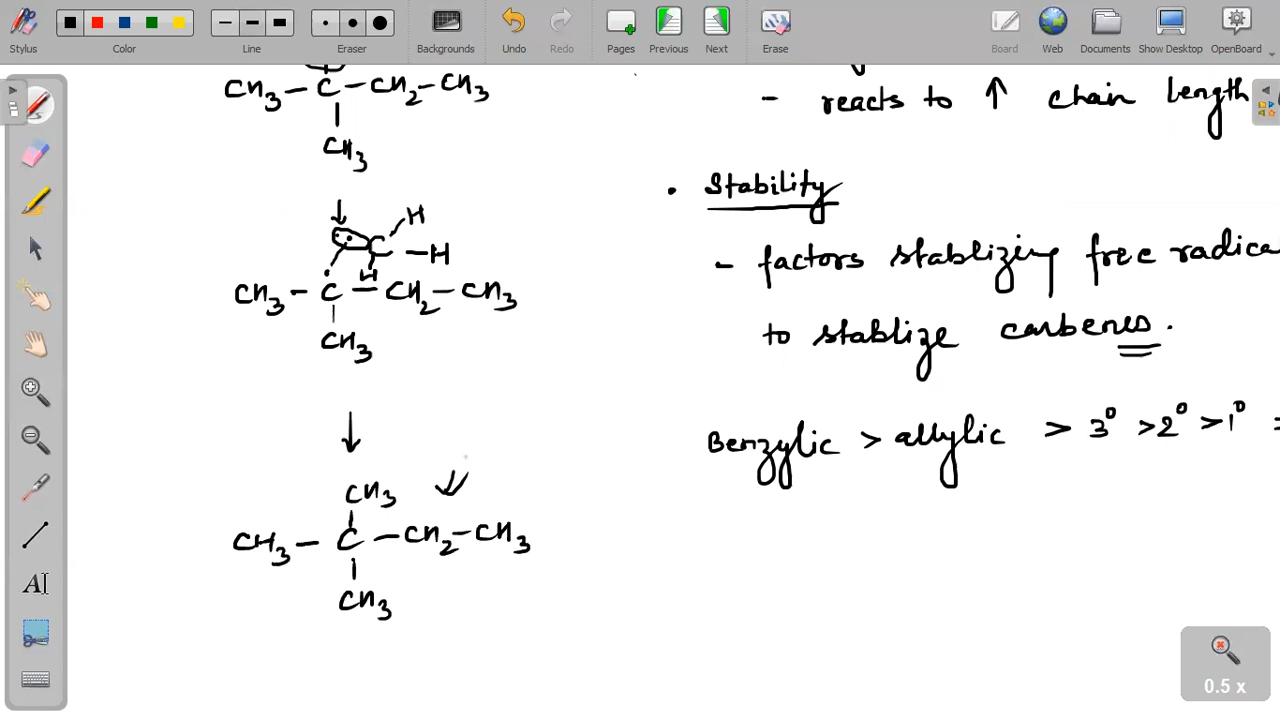 Stylus
Color
Line
Eraser
Backgrounds
Undo
Redo
Pages
Previous
Next
Erase
Board
Web
Documents
Show Desktop
OpenBoard
CH3 - C - CH2 - CH3
CH3
H
C - H
H
CH3 - C - CH2 - CH3
CH3
CH3
CH3 - C - CH2 - CH3
CH3
- reacts to ↑ chain length
• Stability
- factors stablizing free radica
to stablize carbenes.
Benzylic > allylic > 3° > 2° > 1°
AI
0.5 x